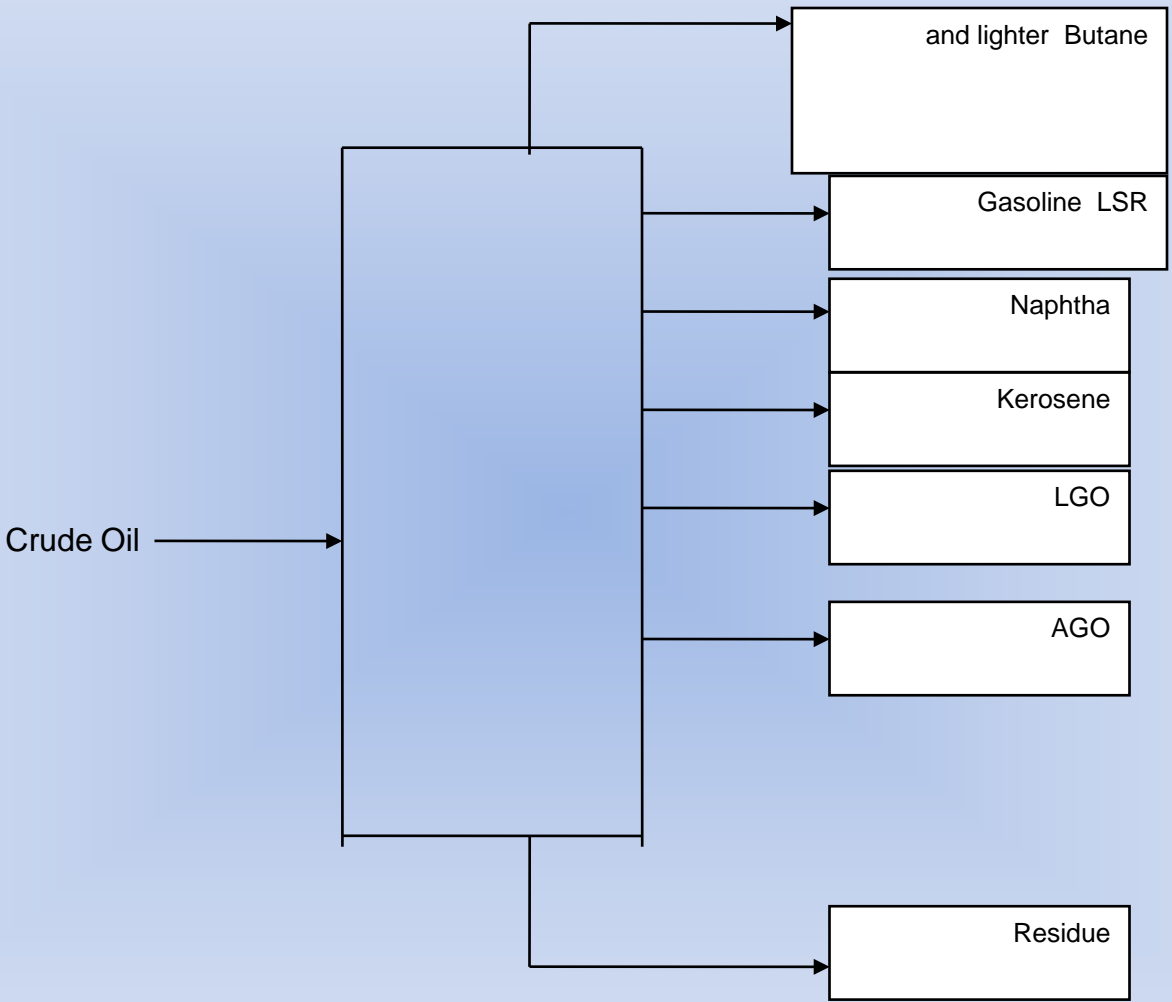 and lighter  Butane
Gasoline  LSR
Naphtha
Kerosene
LGO
Crude Oil
AGO
Residue